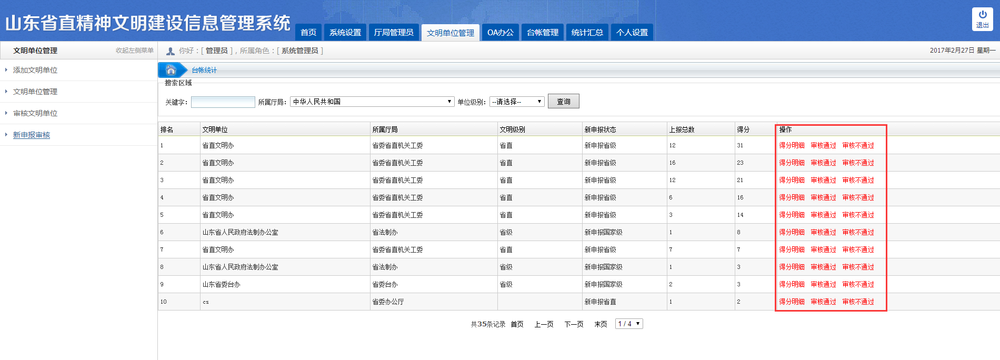 山东省直精神文明建设信息管理系统
首页 系统设置 厅局管理员 文明单位管理 OA办公 台帐管理 统计汇总 个人设置
退出
文明单位管理 收起左侧菜单
你好：[ 管理员 ]，所属角色：[ 系统管理员 ]
2017年2月27日 星期一
添加文明单位
文明单位管理
审核文明单位
新申报审核
台帐统计
搜索区域
关键字： 所属厅局： 中华人民共和国 单位级别： --请选择-- 查询
排名 文明单位 所属厅局 文明级别 新申报状态 上报总数 得分 操作
1 省直文明办 省委省直机关工委 省直 新申报省级 12 31 得分明细 审核通过 审核不通过
2 省直文明办 省委省直机关工委 省直 新申报省级 16 23 得分明细 审核通过 审核不通过
3 省直文明办 省委省直机关工委 省直 新申报省级 12 21 得分明细 审核通过 审核不通过
4 省直文明办 省委省直机关工委 省直 新申报省级 6 16 得分明细 审核通过 审核不通过
5 省直文明办 省委省直机关工委 省直 新申报省级 3 14 得分明细 审核通过 审核不通过
6 山东省人民政府法制办公室 省法制办 省级 新申报国家级 1 8 得分明细 审核通过 审核不通过
7 省直文明办 省委省直机关工委 省直 新申报省级 7 7 得分明细 审核通过 审核不通过
8 山东省人民政府法制办公室 省法制办 省级 新申报国家级 1 3 得分明细 审核通过 审核不通过
9 山东省委台办 省委台办 省级 新申报国家级 2 3 得分明细 审核通过 审核不通过
10 cs 省委办公厅 新申报省直 1 2 得分明细 审核通过 审核不通过
共35条记录 首页 上一页 下一页 末页 1 / 4